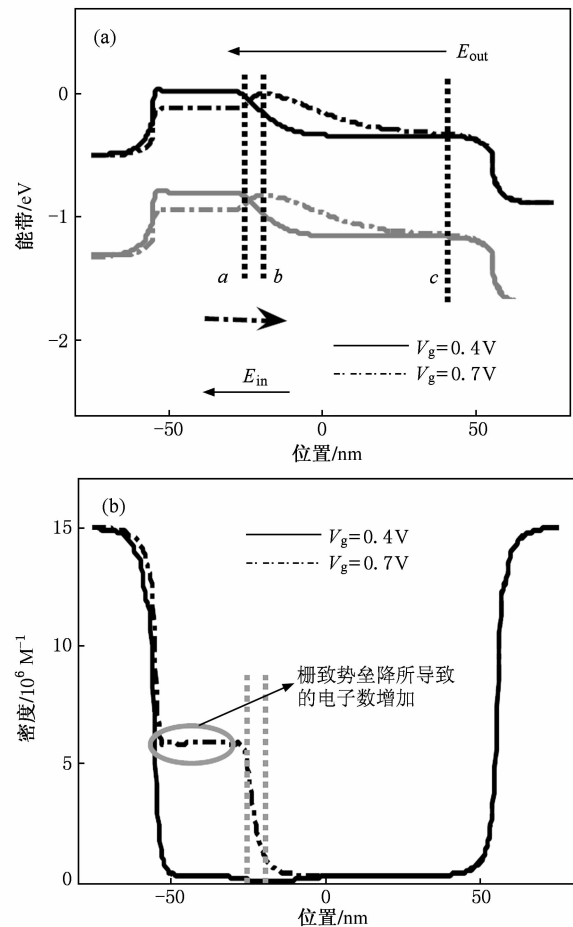 (a)
E_out
0
-1
-2
能带/eV
a
b
c
V_g=0.4V
V_g=0.7V
E_in
-50
0
50
位置/nm
(b)
15
10
5
0
密度/10^6 M^-1
V_g=0.4V
V_g=0.7V
栅致势垒降所导致
的电子数增加
-50
0
50
位置/nm